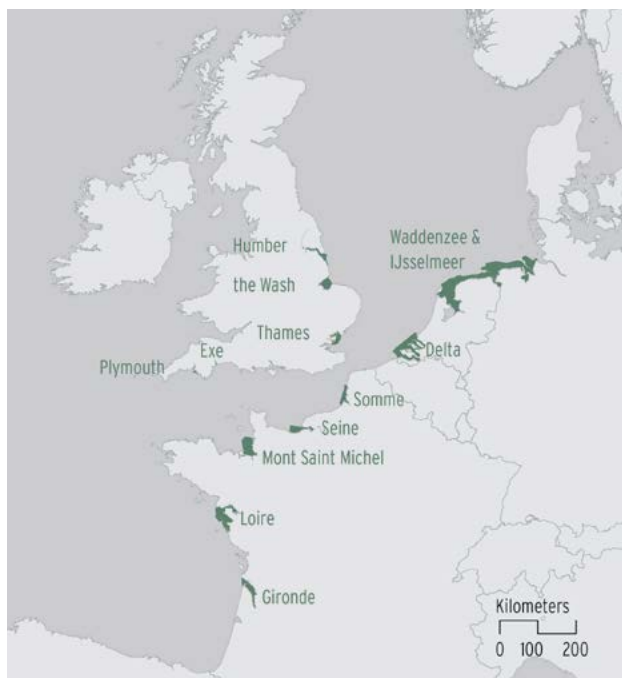 Humber
Waddenzee &
IJsselmeer
the Wash
Thames
Exe
Delta
Plymouth
Somme
Seine
Mont Saint Michel
Loire
Gironde
Kilometers
0 100 200